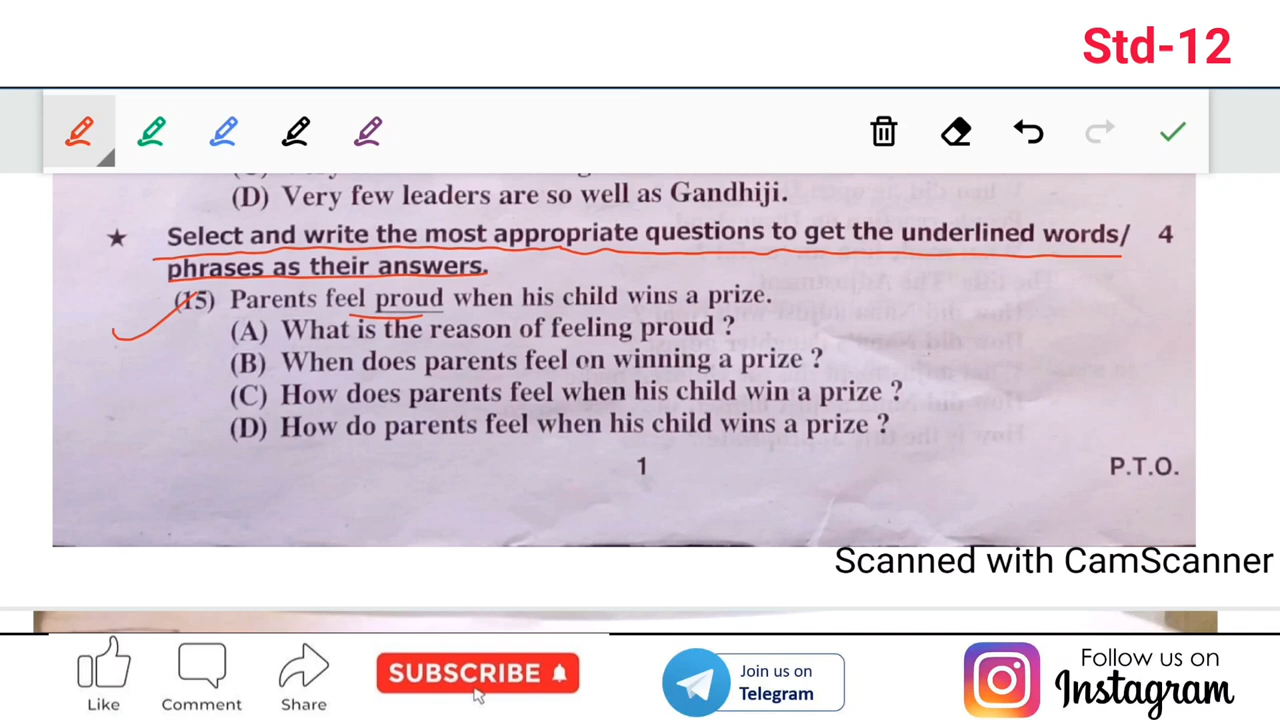 Std-12
(D) Very few leaders are so well as Gandhiji.
★ Select and write the most appropriate questions to get the underlined words/ 4
phrases as their answers.
(15) Parents feel proud when his child wins a prize.
(A) What is the reason of feeling proud ?
(B) When does parents feel on winning a prize ?
(C) How does parents feel when his child win a prize ?
(D) How do parents feel when his child wins a prize ?
1 P.T.O.
Scanned with CamScanner
Like
Comment
Share
SUBSCRIBE
Join us on
Telegram
Follow us on
Instagram